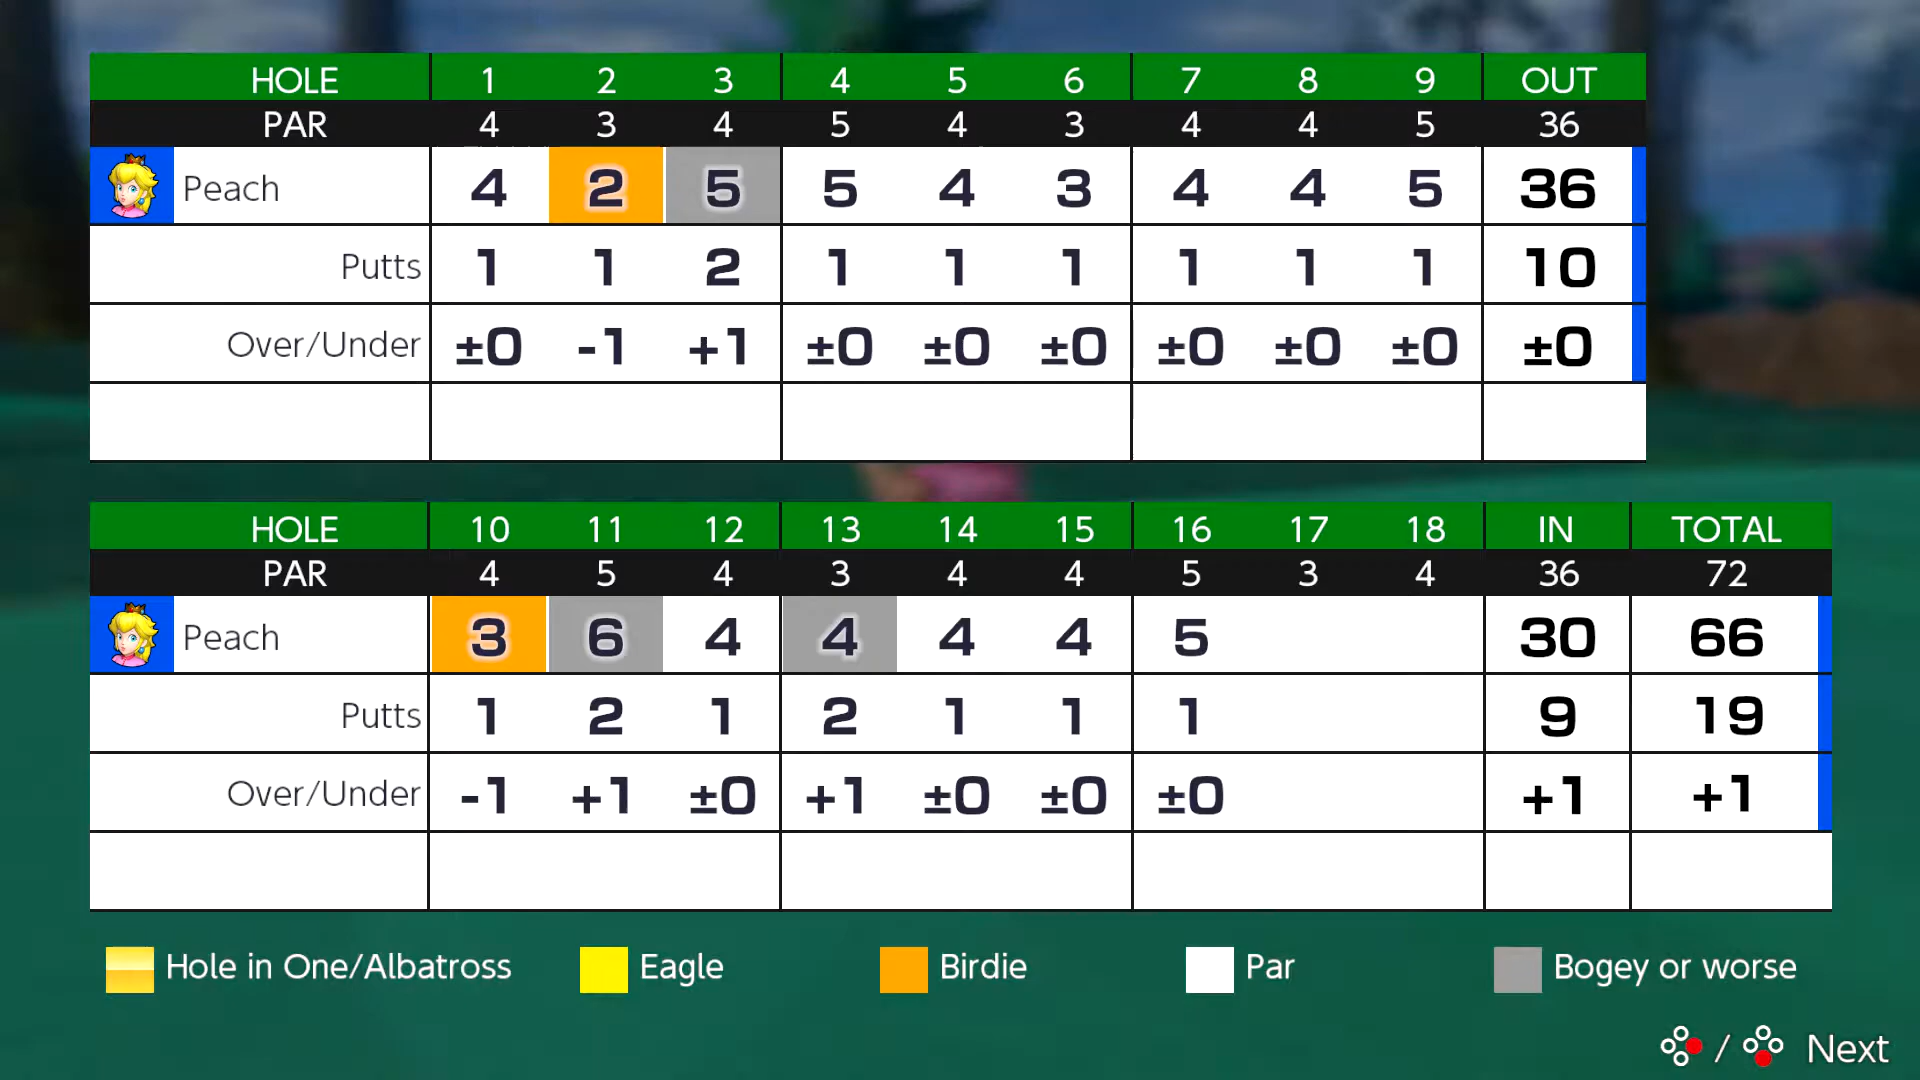 HOLE 1 2 3 4 5 6 7 8 9 OUT
PAR 4 3 4 5 4 3 4 4 5 36
Peach 4 2 5 5 4 3 4 4 5 36
Putts 1 1 2 1 1 1 1 1 1 10
Over/Under ±0 -1 +1 ±0 ±0 ±0 ±0 ±0 ±0 ±0
HOLE 10 11 12 13 14 15 16 17 18 IN TOTAL
PAR 4 5 4 3 4 4 5 3 4 36 72
Peach 3 6 4 4 4 4 5 30 66
Putts 1 2 1 2 1 1 1 9 19
Over/Under -1 +1 ±0 +1 ±0 ±0 ±0 +1 +1
Hole in One/Albatross Eagle Birdie Par Bogey or worse
/ Next